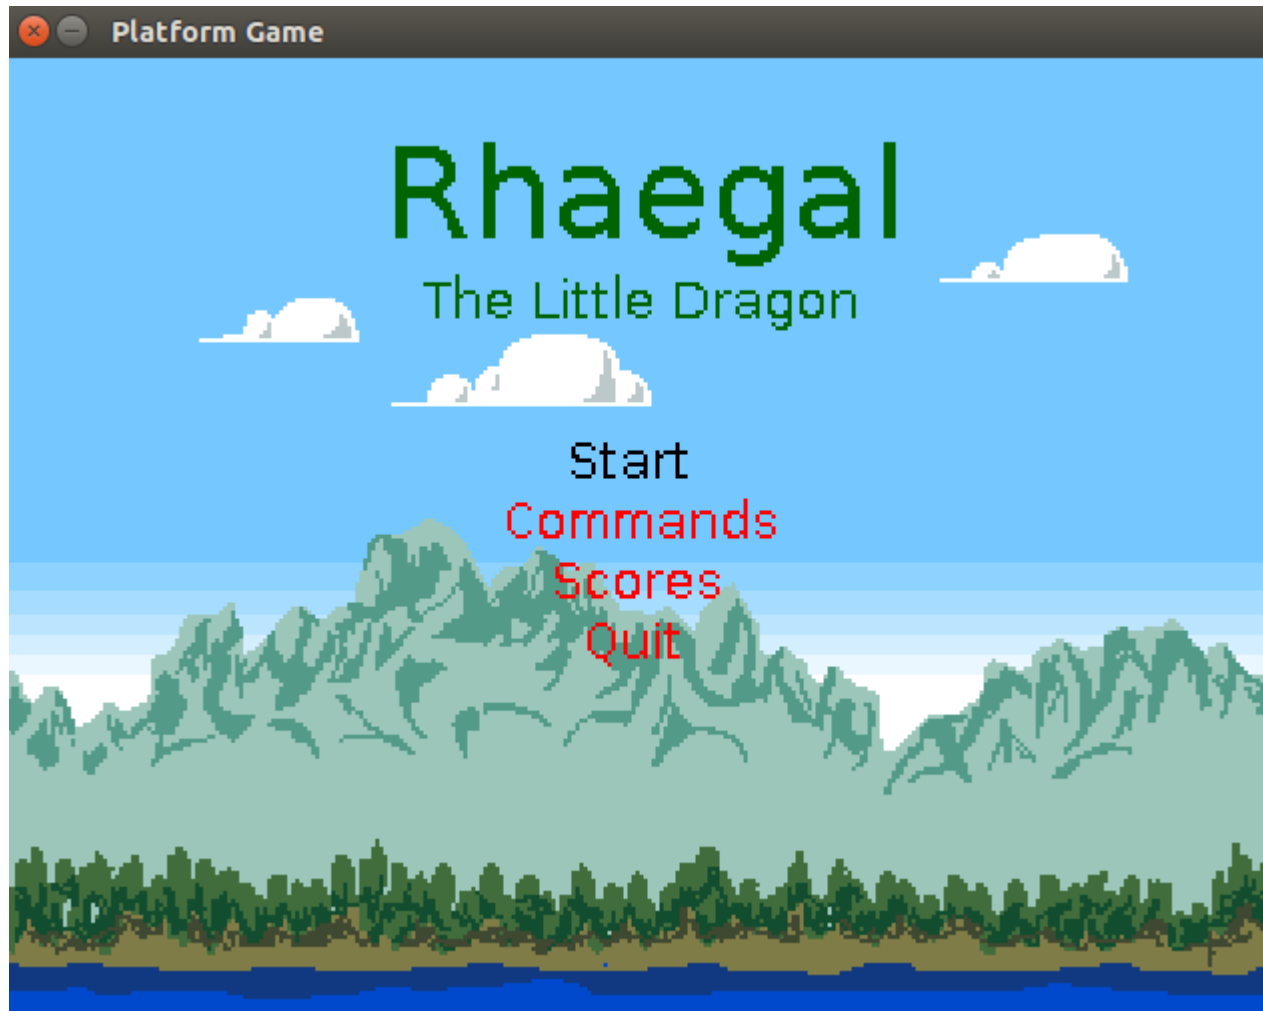 Platform Game
Rhaegal
The Little Dragon
Start
Commands
Scores
Quit